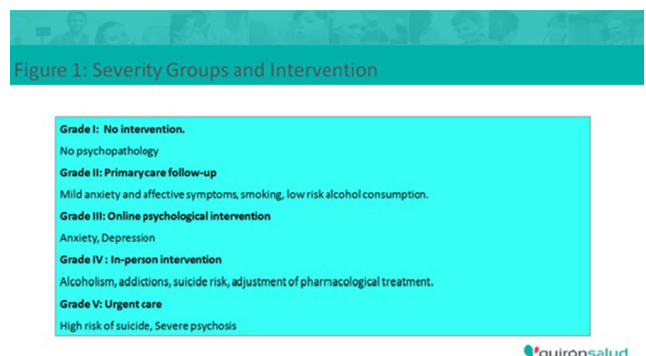 Figure 1: Severity Groups and Intervention
Grade I: No intervention.
No psychopathology
Grade II: Primary care follow-up
Mild anxiety and affective symptoms, smoking, low risk alcohol consumption.
Grade III: Online psychological intervention
Anxiety, Depression
Grade IV : In-person intervention
Alcoholism, addictions, suicide risk, adjustment of pharmacological treatment.
Grade V: Urgent care
High risk of suicide, Severe psychosis
quironsalud